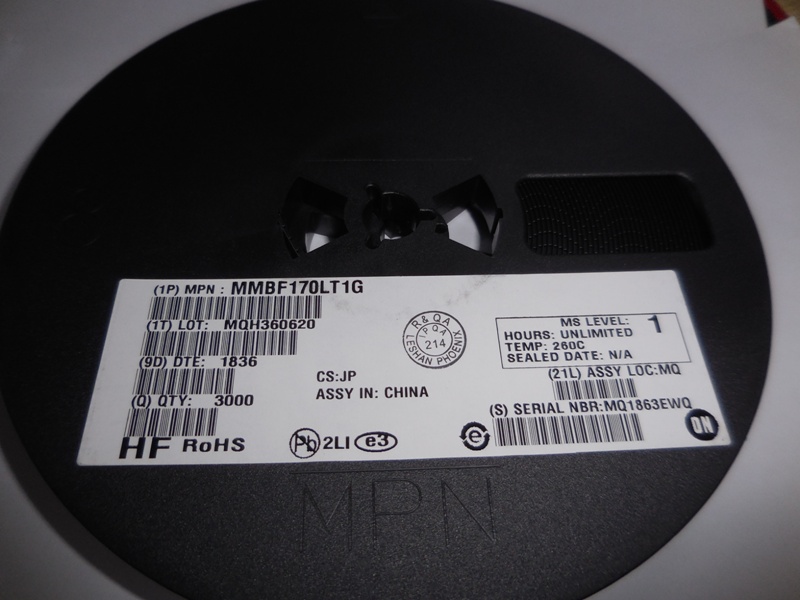 (1P) MPN : MMBF170LT1G
(1T) LOT: MQH360620
(9D) DTE: 1836
(Q) QTY: 3000
HF RoHS
R & QA
PQA
214
LESHAN PHOENIX
CS:JP
ASSY IN: CHINA
Pb 2LI e3
MS LEVEL: 1
HOURS: UNLIMITED
TEMP: 260C
SEALED DATE: N/A
(21L) ASSY LOC:MQ
(S) SERIAL NBR:MQ1863EWQ
e
ON
MPN